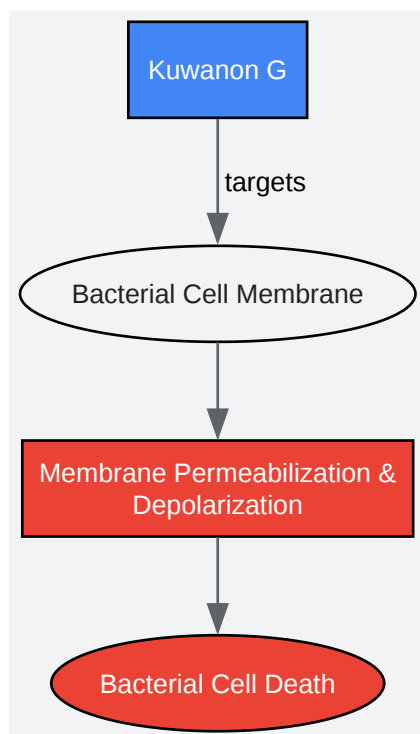 Kuwanon G
targets
Bacterial Cell Membrane
Membrane Permeabilization &
Depolarization
Bacterial Cell Death